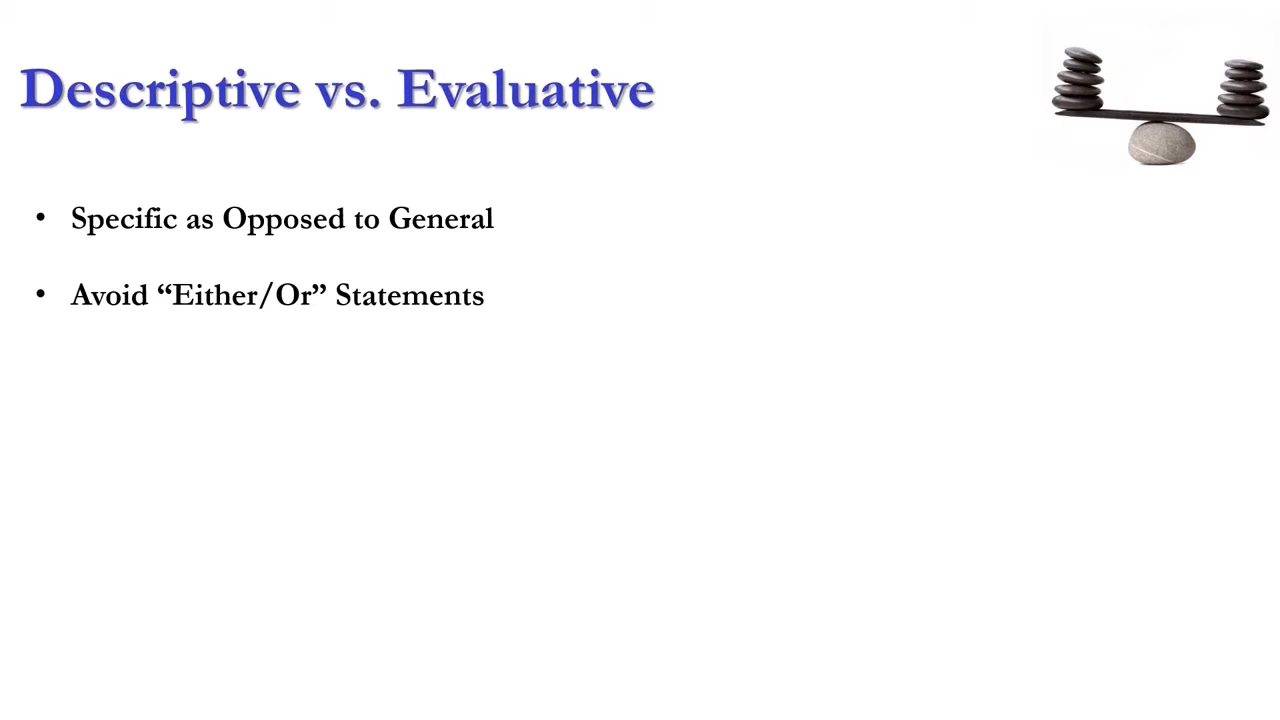 Descriptive vs. Evaluative
• Specific as Opposed to General
• Avoid “Either/Or” Statements